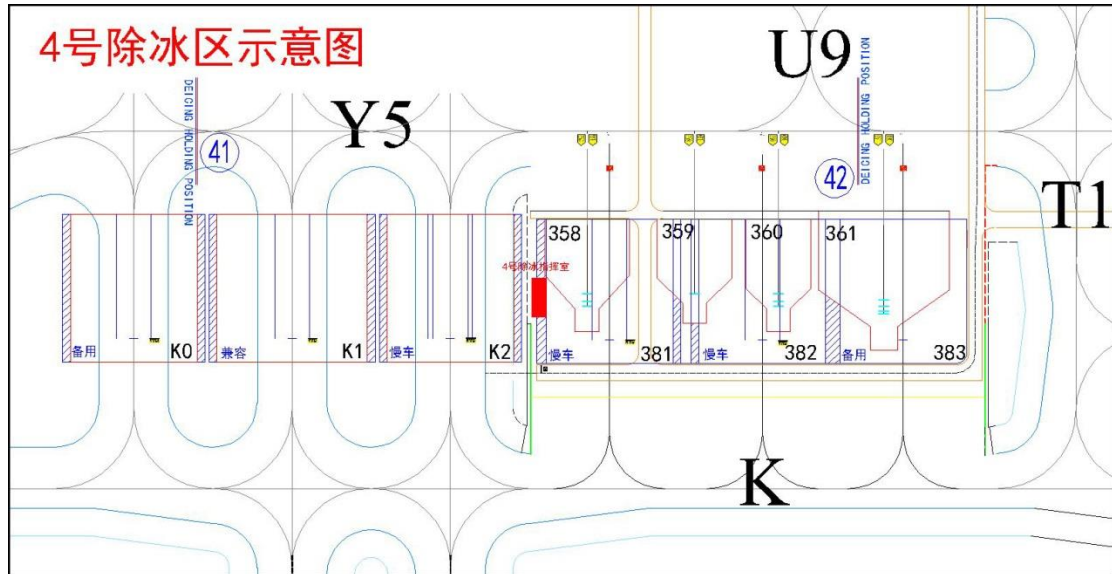 4号除冰区示意图
U9
DEICING HOLDING POSITION
DEICING HOLDING POSITION
Y5
41
42
T1
358
359
360
361
4号除冰指挥室
备用
K0
兼容
K1
慢车
K2
慢车
381
慢车
382
备用
383
K